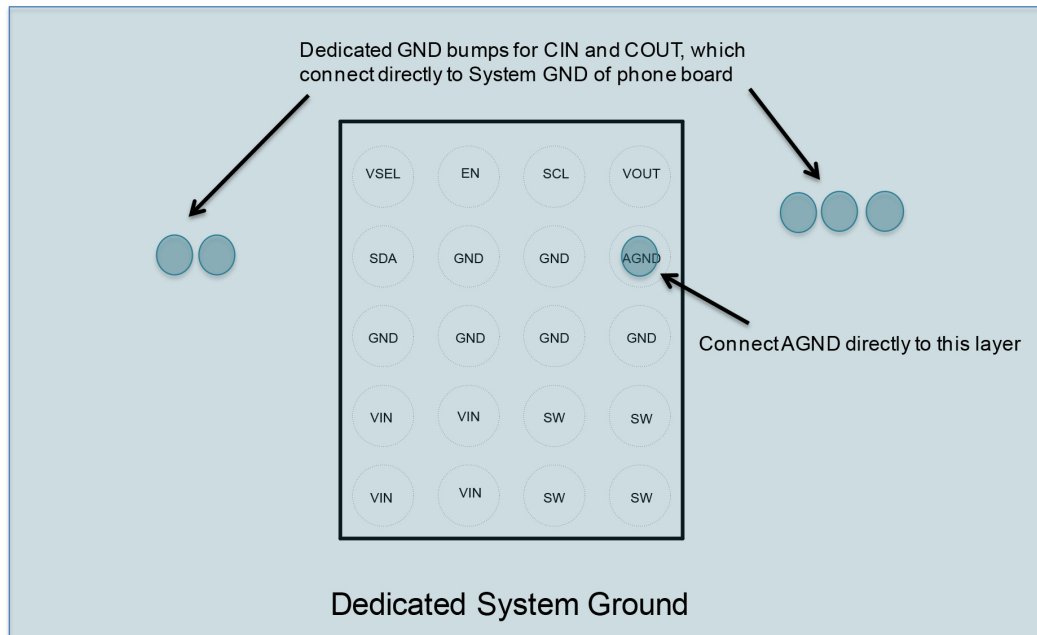 Dedicated GND bumps for CIN and COUT, which
connect directly to System GND of phone board
VSEL EN SCL VOUT
SDA GND GND AGND
GND GND GND GND
Connect AGND directly to this layer
VIN VIN SW SW
VIN VIN SW SW
Dedicated System Ground